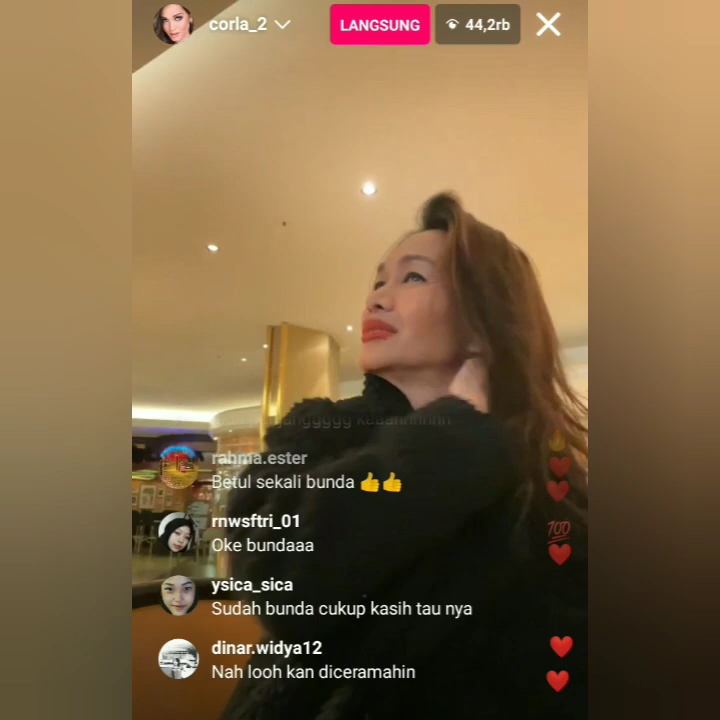 corla_2
LANGSUNG
44,2rb
rahma.ester
Betul sekali bunda 👍👍
rnwsftri_01
Oke bundaaa
ysica_sica
Sudah bunda cukup kasih tau nya
dinar.widya12
Nah looh kan diceramahin
💯